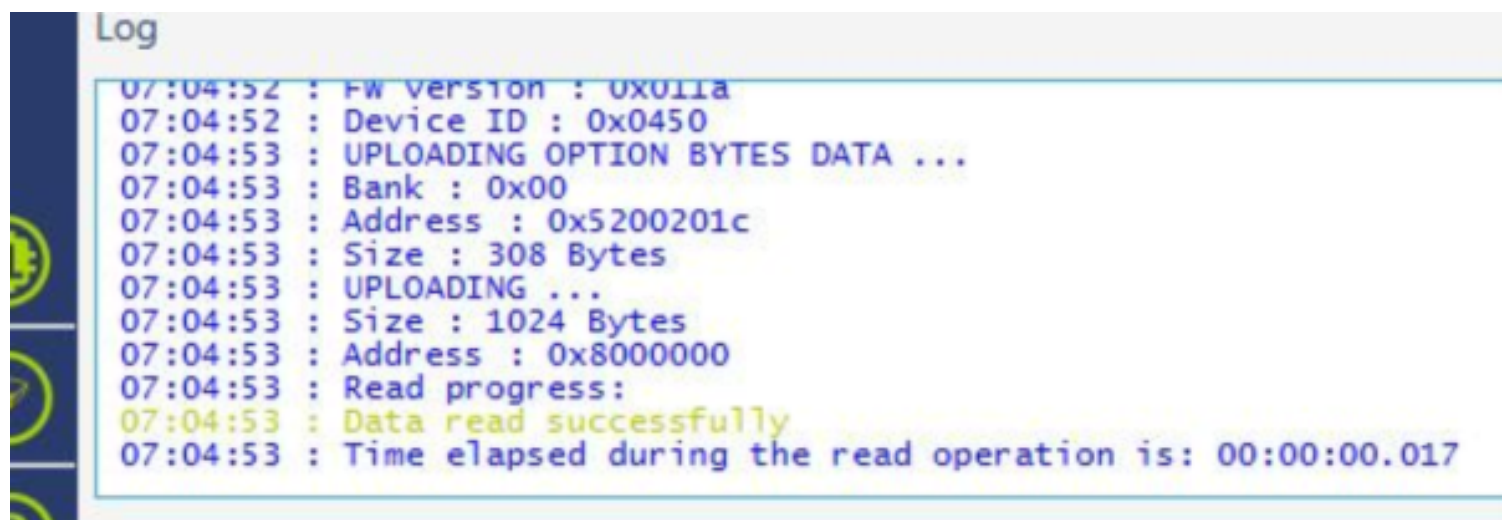 Log
07:04:52 : FW version : 0x011a
07:04:52 : Device ID : 0x0450
07:04:53 : UPLOADING OPTION BYTES DATA ...
07:04:53 : Bank : 0x00
07:04:53 : Address : 0x5200201c
07:04:53 : Size : 308 Bytes
07:04:53 : UPLOADING ...
07:04:53 : Size : 1024 Bytes
07:04:53 : Address : 0x8000000
07:04:53 : Read progress:
07:04:53 : Data read successfully
07:04:53 : Time elapsed during the read operation is: 00:00:00.017